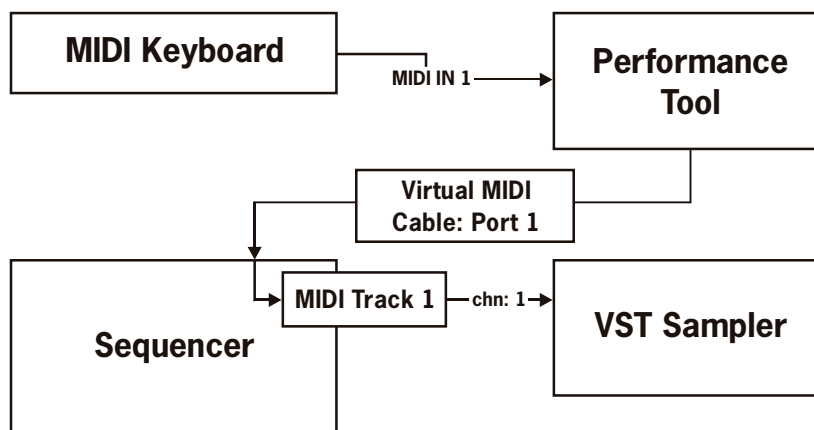 MIDI Keyboard
MIDI IN 1
Performance
Tool
Virtual MIDI
Cable: Port 1
MIDI Track 1
chn: 1
Sequencer
VST Sampler